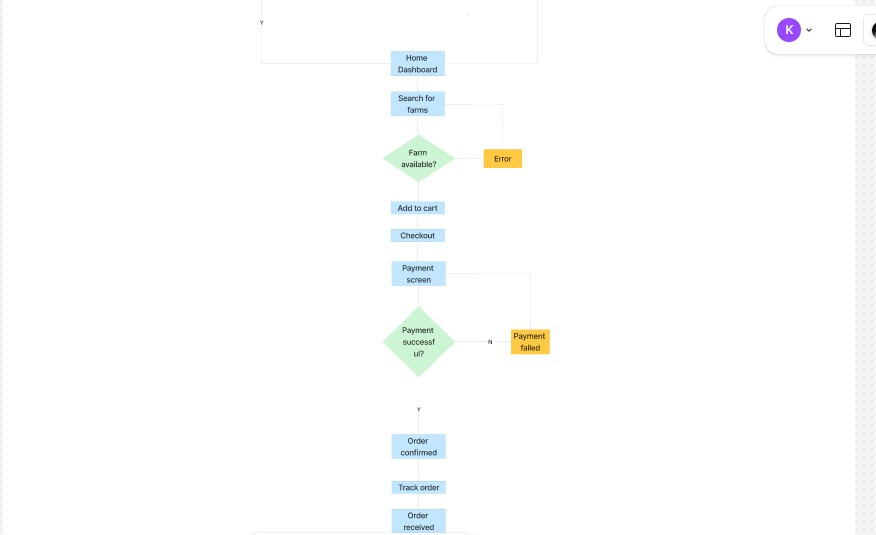 Y
K
Home
Dashboard
Search for
farms
Farm
available?
Error
Add to cart
Checkout
Payment
screen
Payment
successf
ul?
N
Payment
failed
Y
Order
confirmed
Track order
Order
received